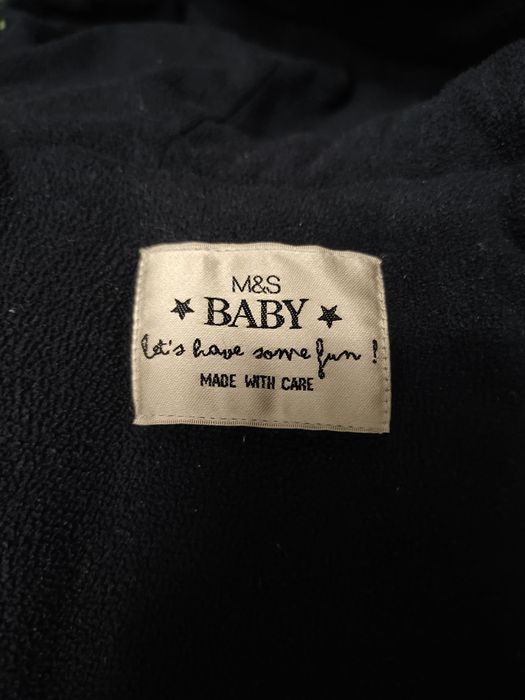 M&S
BABY
let's have some fun !
MADE WITH CARE